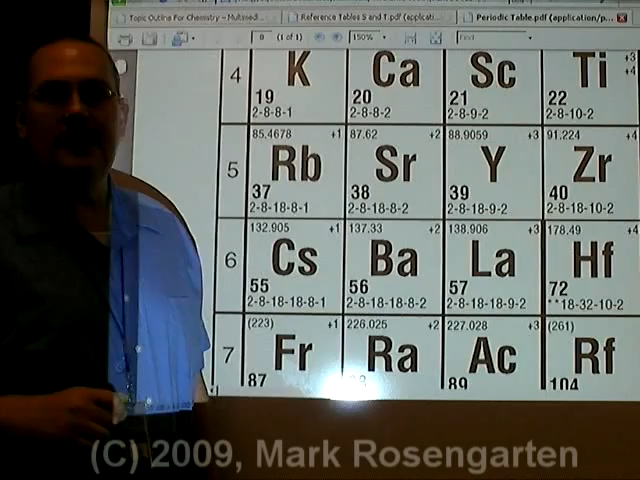 Topic Outline For Chemistry – Multimedi...
Reference Tables S and T.pdf (applicati...
Periodic Table.pdf (application/p...
8 (1 of 1) 150% Find
4 K Ca Sc Ti +3
+4
19 20 21 22
2-8-8-1 2-8-8-2 2-8-9-2 2-8-10-2
85.4678 +1 87.62 +2 88.9059 +3 91.224 +4
5 Rb Sr Y Zr
37 38 39 40
2-8-18-8-1 2-8-18-8-2 2-8-18-9-2 2-8-18-10-2
132.905 +1 137.33 +2 138.906 +3 178.49 +4
6 Cs Ba La Hf
55 56 57 72
2-8-18-18-8-1 2-8-18-18-8-2 2-8-18-18-9-2 **18-32-10-2
(223) +1 226.025 +2 227.028 +3 (261)
7 Fr Ra Ac Rf
87 89 104
(C) 2009, Mark Rosengarten